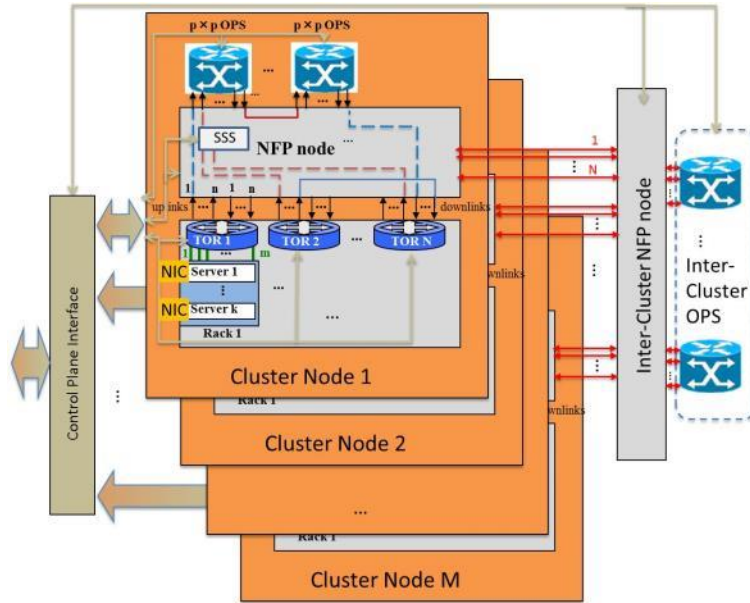 p×p OPS
p×p OPS
...
...
...
...
SSS
NFP node
...
1
n
1
n
uplinks
...
...
...
...
...
...
downlinks
TOR 1
TOR 2
...
TOR N
1
...
m
NIC
Server 1
...
...
NIC
Server k
...
Rack 1
Cluster Node 1
Rack 1
wnlinks
Cluster Node 2
...
wnlinks
Rack 1
Cluster Node M
Control Plane Interface
...
1
...
N
...
...
Inter-Cluster NFP node
...
...
Inter-
Cluster
OPS
...